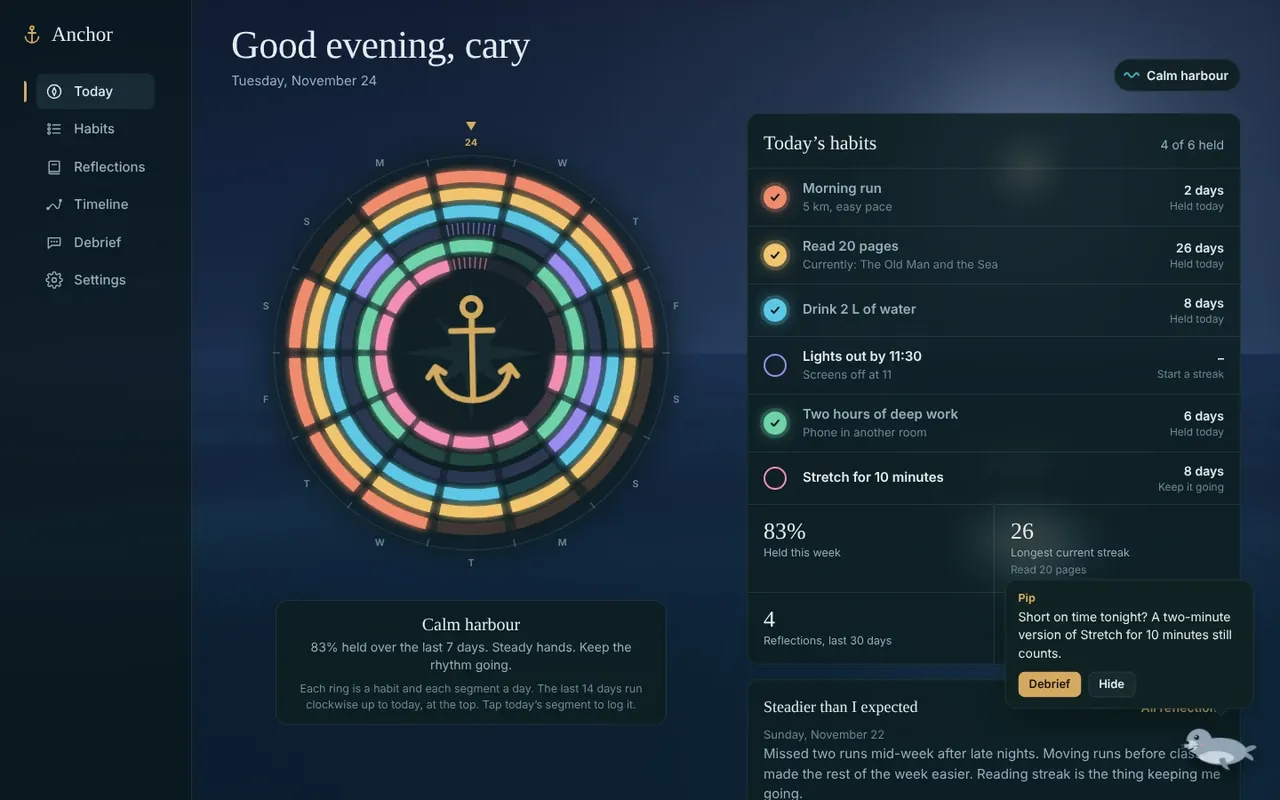 Anchor
Today
Habits
Reflections
Timeline
Debrief
Settings
Good evening, cary
Tuesday, November 24
Calm harbour
24
M
W
S
T
S
F
F
S
T
S
W
M
T
Calm harbour
83% held over the last 7 days. Steady hands. Keep the
rhythm going.
Each ring is a habit and each segment a day. The last 14 days run
clockwise up to today, at the top. Tap today’s segment to log it.
Today’s habits
4 of 6 held
Morning run
5 km, easy pace
2 days
Held today
Read 20 pages
Currently: The Old Man and the Sea
26 days
Held today
Drink 2 L of water
8 days
Held today
Lights out by 11:30
Screens off at 11
–
Start a streak
Two hours of deep work
Phone in another room
6 days
Held today
Stretch for 10 minutes
8 days
Keep it going
83%
Held this week
26
Longest current streak
Read 20 pages
4
Reflections, last 30 days
Pip
Short on time tonight? A two-minute
version of Stretch for 10 minutes still
counts.
Debrief
Hide
Steadier than I expected
Sunday, November 22
Missed two runs mid-week after late nights. Moving runs before
made the rest of the week easier. Reading streak is the thing keeping me
going.